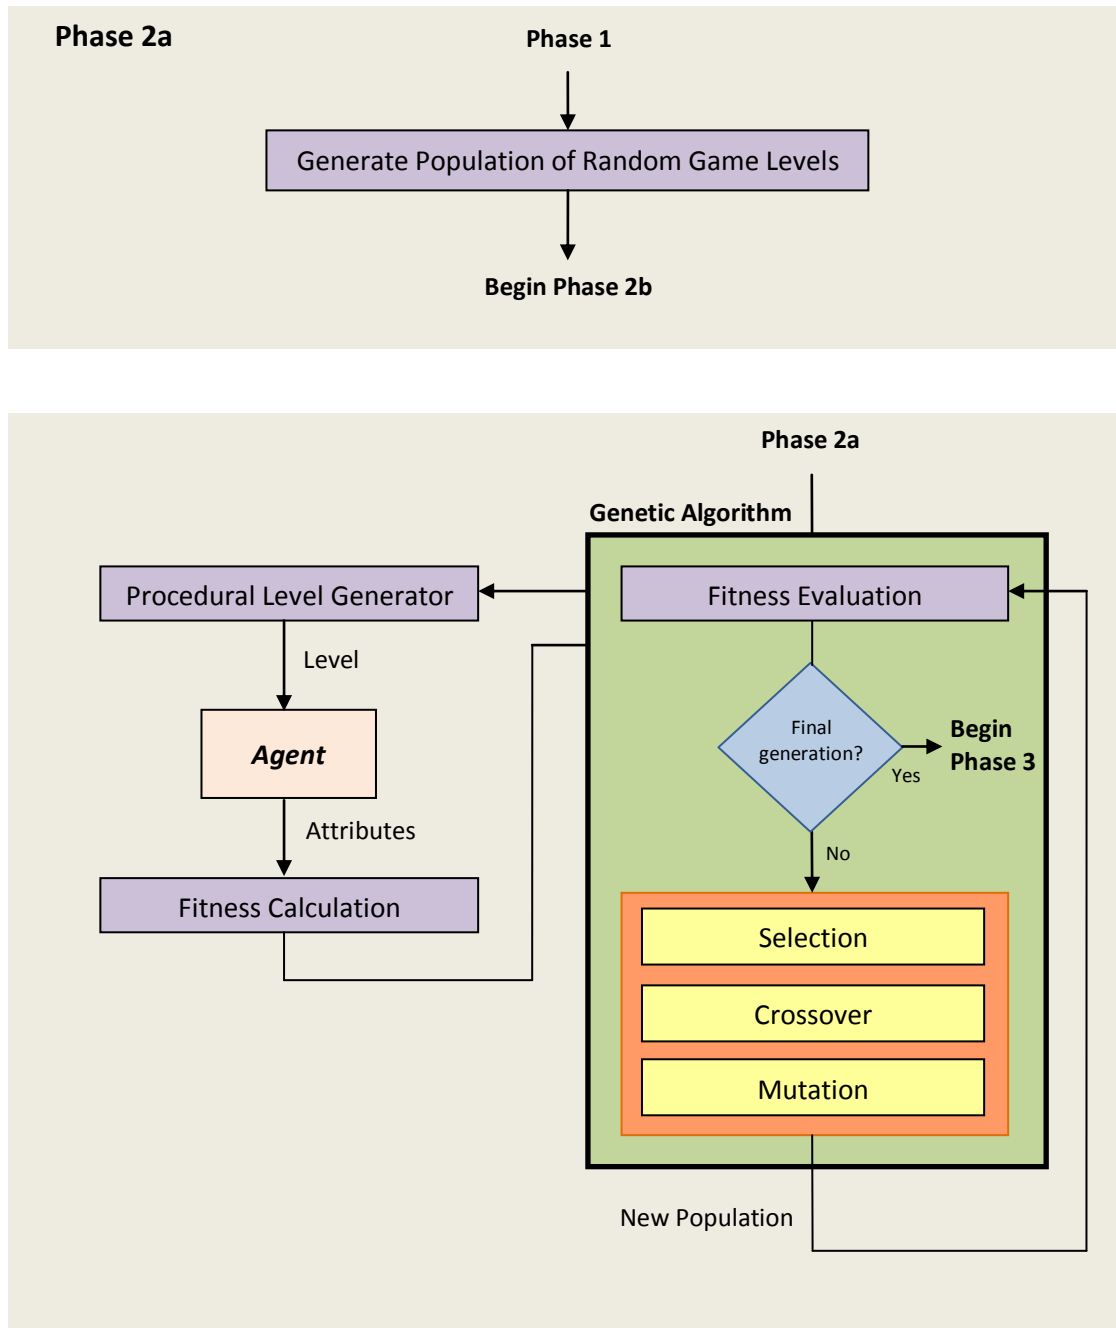 Phase 2a
Phase 1
Generate Population of Random Game Levels
Begin Phase 2b
Phase 2a
Genetic Algorithm
Procedural Level Generator
Fitness Evaluation
Level
Agent
Final
generation?
Begin
Phase 3
Yes
Attributes
No
Fitness Calculation
Selection
Crossover
Mutation
New Population